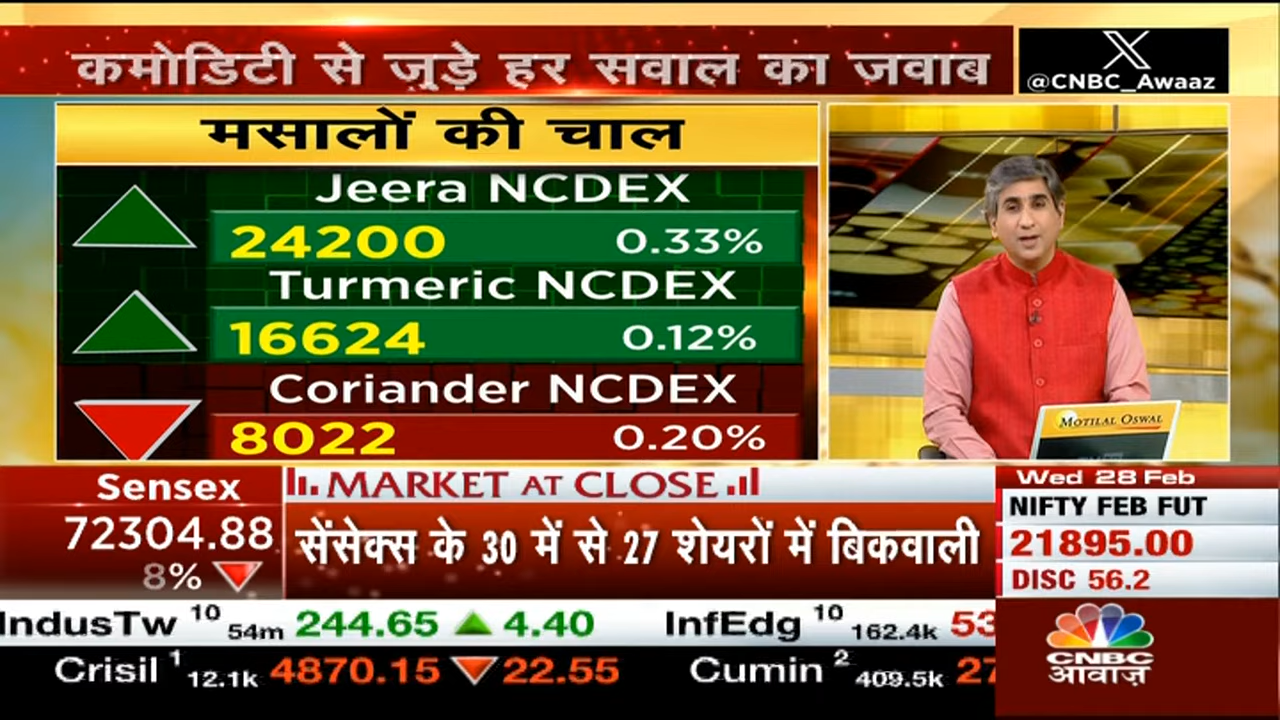 कमोडिटी से जुड़े हर सवाल का जवाब
X
@CNBC_Awaaz
मसालों की चाल
Jeera NCDEX
24200 0.33%
Turmeric NCDEX
16624 0.12%
Coriander NCDEX
8022 0.20%
MOTILAL OSWAL
Sensex
72304.88
8%
MARKET AT CLOSE
सेंसेक्स के 30 में से 27 शेयरों में बिकवाली
Wed 28 Feb
NIFTY FEB FUT
21895.00
DISC 56.2
IndusTw 10 54m 244.65 4.40 InfEdg 10 162.4k 53
Crisil 1 12.1k 4870.15 22.55 Cumin 2 409.5k 27
CNBC
आवाज़